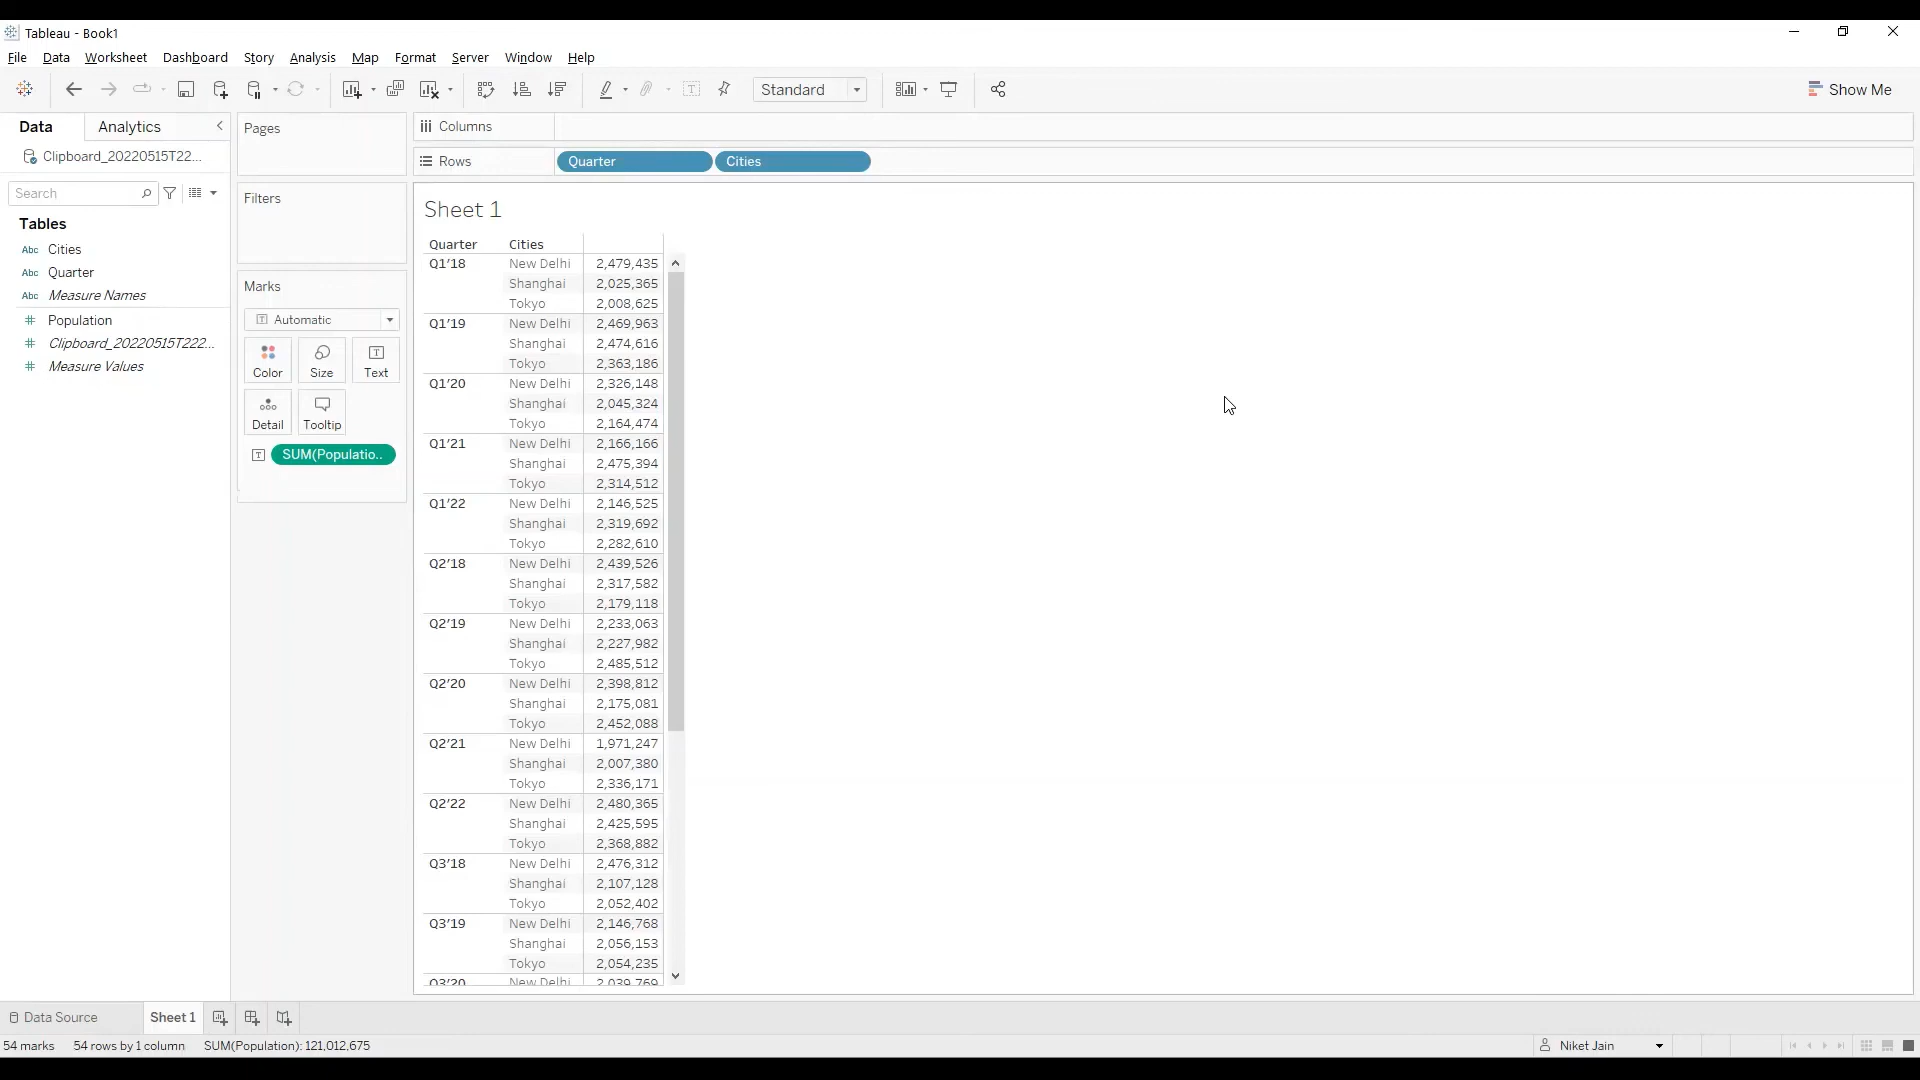 Tableau - Book1
File Data Worksheet Dashboard Story Analysis Map Format Server Window Help
Standard
Show Me
Data Analytics
Clipboard_20220515T22...
Search
Tables
Abc Cities
Abc Quarter
Abc Measure Names
# Population
# Clipboard_20220515T222...
# Measure Values
Pages
Filters
Marks
Automatic
Color Size Text
Detail Tooltip
SUM(Populatio..
Columns
Rows Quarter Cities
Sheet 1
Quarter Cities
Q1'18 New Delhi 2,479,435
Shanghai 2,025,365
Tokyo 2,008,625
Q1'19 New Delhi 2,469,963
Shanghai 2,474,616
Tokyo 2,363,186
Q1'20 New Delhi 2,326,148
Shanghai 2,045,324
Tokyo 2,164,474
Q1'21 New Delhi 2,166,166
Shanghai 2,475,394
Tokyo 2,314,512
Q1'22 New Delhi 2,146,525
Shanghai 2,319,692
Tokyo 2,282,610
Q2'18 New Delhi 2,439,526
Shanghai 2,317,582
Tokyo 2,179,118
Q2'19 New Delhi 2,233,063
Shanghai 2,227,982
Tokyo 2,485,512
Q2'20 New Delhi 2,398,812
Shanghai 2,175,081
Tokyo 2,452,088
Q2'21 New Delhi 1,971,247
Shanghai 2,007,380
Tokyo 2,336,171
Q2'22 New Delhi 2,480,365
Shanghai 2,425,595
Tokyo 2,368,882
Q3'18 New Delhi 2,476,312
Shanghai 2,107,128
Tokyo 2,052,402
Q3'19 New Delhi 2,146,768
Shanghai 2,056,153
Tokyo 2,054,235
Q3'20 New Delhi 2,039,769
Data Source Sheet 1
54 marks 54 rows by 1 column SUM(Population): 121,012,675
Niket Jain